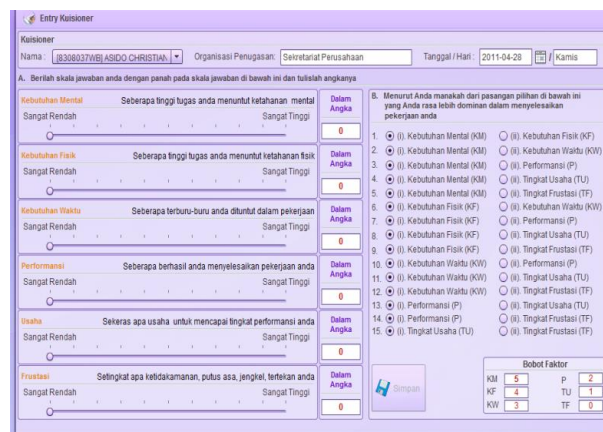 Entry Kuisioner
Kuisioner
Nama : [8308037WB] ASIDO CHRISTIAN Organisasi Penugasan: Sekretariat Perusahaan Tanggal / Hari : 2011-04-28 / Kamis
A. Berilah skala jawaban anda dengan panah pada skala jawaban di bawah ini dan tulislah angkanya
Kebutuhan Mental Seberapa tinggi tugas anda menuntut ketahanan mental Dalam Angka
Sangat Rendah Sangat Tinggi
0
Kebutuhan Fisik Seberapa tinggi tugas anda menuntut ketahanan fisik Dalam Angka
Sangat Rendah Sangat Tinggi
4
Kebutuhan Waktu Seberapa terburu-buru anda dituntut dalam pekerjaan Dalam Angka
Sangat Rendah Sangat Tinggi
0
Performansi Seberapa berhasil anda menyelesaikan pekerjaan anda Dalam Angka
Sangat Rendah Sangat Tinggi
0
Usaha Sekeras apa usaha untuk mencapai tingkat performansi anda Dalam Angka
Sangat Rendah Sangat Tinggi
0
Frustasi Setingkat apa ketidakamanan, putus asa, jengkel, tertekan anda Dalam Angka
Sangat Rendah Sangat Tinggi
0
B. Menurut Anda manakah dari pasangan pilihan di bawah ini
yang Anda rasa lebih dominan dalam menyelesaikan
pekerjaan anda
1. (i). Kebutuhan Mental (KM) (ii). Kebutuhan Fisik (KF)
2. (i). Kebutuhan Mental (KM) (ii). Kebutuhan Waktu (KW)
3. (i). Kebutuhan Mental (KM) (ii). Performansi (P)
4. (i). Kebutuhan Mental (KM) (ii). Tingkat Usaha (TU)
5. (i). Kebutuhan Mental (KM) (ii). Tingkat Frustasi (TF)
6. (i). Kebutuhan Fisik (KF) (ii). Kebutuhan Waktu (KW)
7. (i). Kebutuhan Fisik (KF) (ii). Performansi (P)
8. (i). Kebutuhan Fisik (KF) (ii). Tingkat Usaha (TU)
9. (i). Kebutuhan Fisik (KF) (ii). Tingkat Frustasi (TF)
10. (i). Kebutuhan Waktu (KW) (ii). Performansi (P)
11. (i). Kebutuhan Waktu (KW) (ii). Tingkat Usaha (TU)
12. (i). Kebutuhan Waktu (KW) (ii). Tingkat Frustasi (TF)
13. (i). Performansi (P) (ii). Tingkat Usaha (TU)
14. (i). Performansi (P) (ii). Tingkat Frustasi (TF)
15. (i). Tingkat Usaha (TU) (ii). Tingkat Frustasi (TF)
Simpan
Bobot Faktor
KM 5 P 2
KF 4 TU 1
KW 3 TF 0